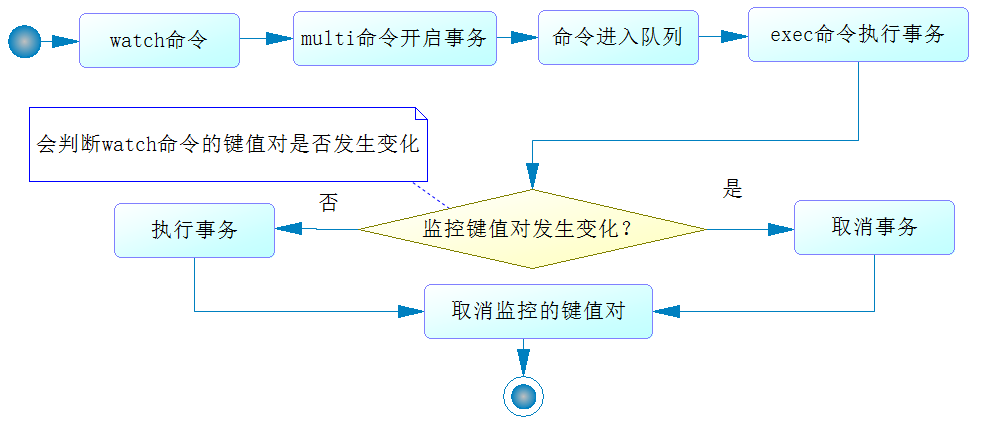 watch命令
multi命令开启事务
命令进入队列
exec命令执行事务
会判断watch命令的键值对是否发生变化
否
是
执行事务
监控键值对发生变化？
取消事务
取消监控的键值对